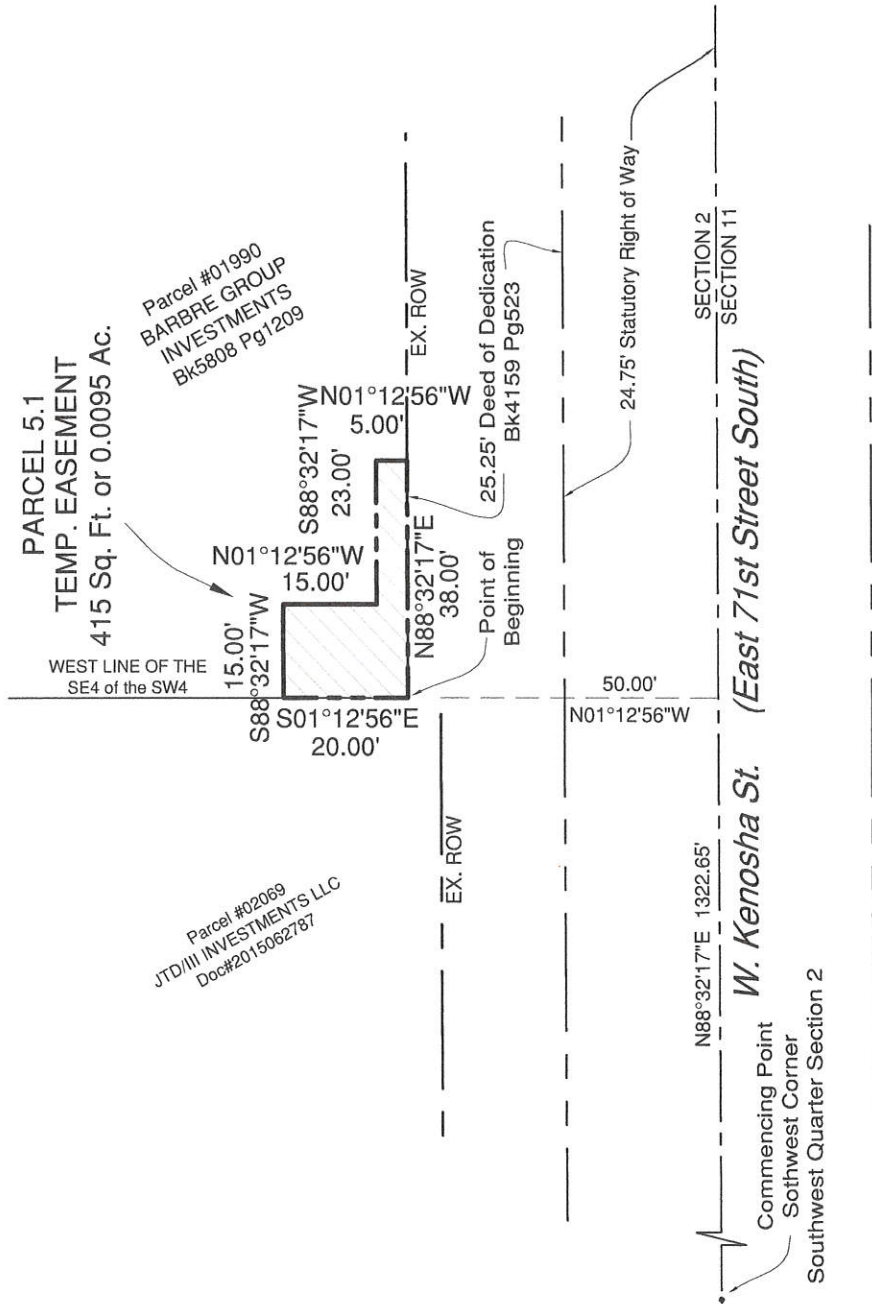 PARCEL 5.1
TEMP. EASEMENT
415 Sq. Ft. or 0.0095 Ac.
Parcel #01990
BARBRE GROUP
INVESTMENTS
Bk5808 Pg1209
WEST LINE OF THE
SE4 of the SW4
15.00'
S88°32'17"W
N01°12'56"W
15.00'
S88°32'17"W
23.00'
N01°12'56"W
5.00'
S01°12'56"E
20.00'
N88°32'17"E
38.00'
EX. ROW
Point of
Beginning
25.25' Deed of Dedication
Bk4159 Pg523
Parcel #02069
JTD/III INVESTMENTS LLC
Doc#2015062787
EX. ROW
50.00'
N01°12'56"W
24.75' Statutory Right of Way
SECTION 2
SECTION 11
N88°32'17"E 1322.65'
W. Kenosha St. (East 71st Street South)
Commencing Point
Sothwest Corner
Southwest Quarter Section 2